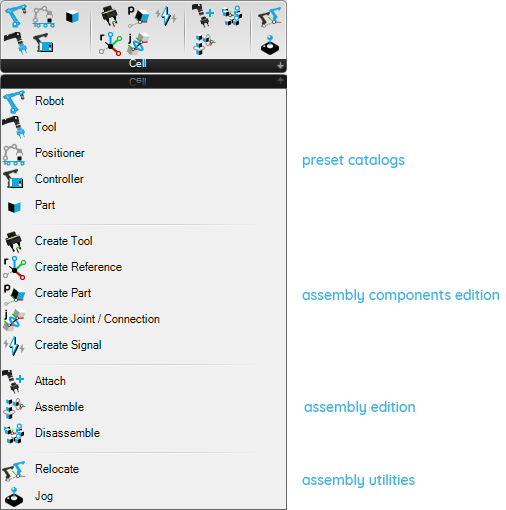 Cell
Cell
Robot
Tool
Positioner
Controller
Part
preset catalogs
Create Tool
Create Reference
Create Part
Create Joint / Connection
Create Signal
assembly components edition
Attach
Assemble
Disassemble
assembly edition
Relocate
Jog
assembly utilities